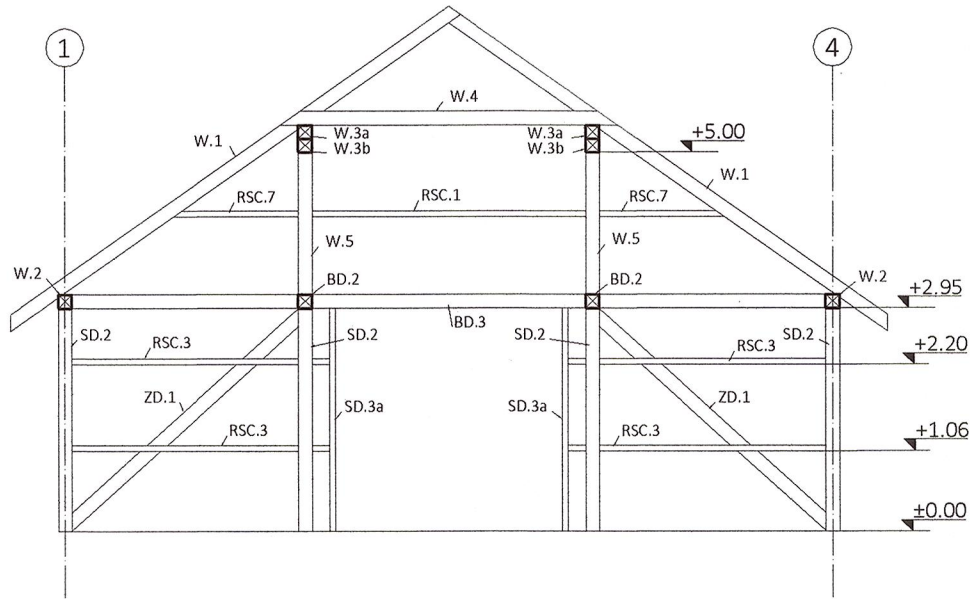 1
4
W.4
W.3a
W.3a
W.3b
W.3b
+5.00
W.1
W.1
RSC.7
RSC.1
RSC.7
W.5
W.5
W.2
BD.2
BD.2
W.2
+2.95
BD.3
SD.2
SD.2
SD.2
SD.2
RSC.3
RSC.3
+2.20
ZD.1
ZD.1
SD.3a
SD.3a
RSC.3
RSC.3
+1.06
±0.00